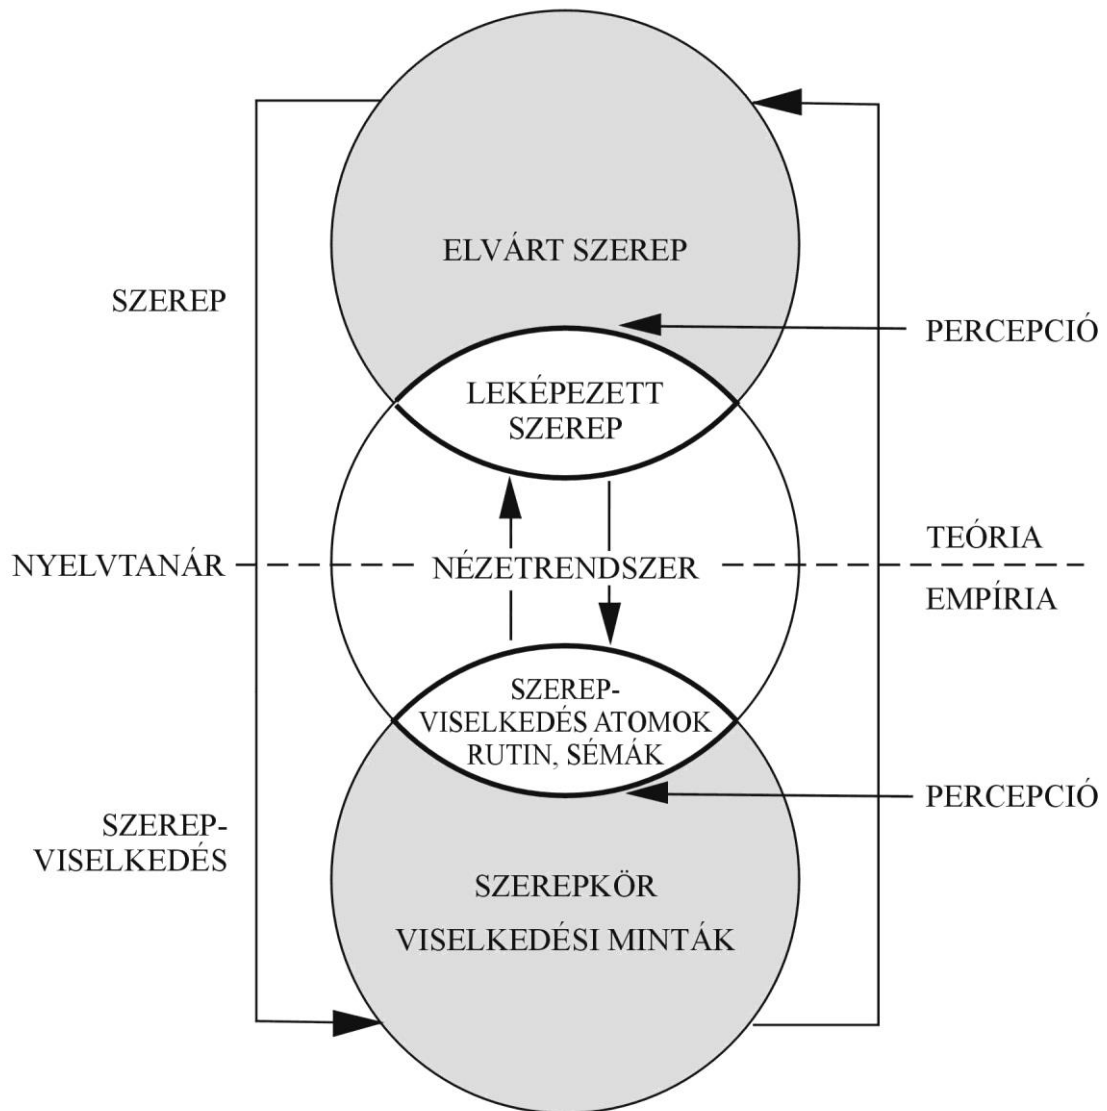 ELVÁRT SZEREP
SZEREP
PERCEPCIÓ
LEKÉPEZETT
SZEREP
TEÓRIA
NYELVTANÁR
NÉZETRENDSZER
EMPÍRIA
SZEREP-
VISELKEDÉS ATOMOK
RUTIN, SÉMÁK
PERCEPCIÓ
SZEREP-
VISELKEDÉS
SZEREPKÖR
VISELKEDÉSI MINTÁK